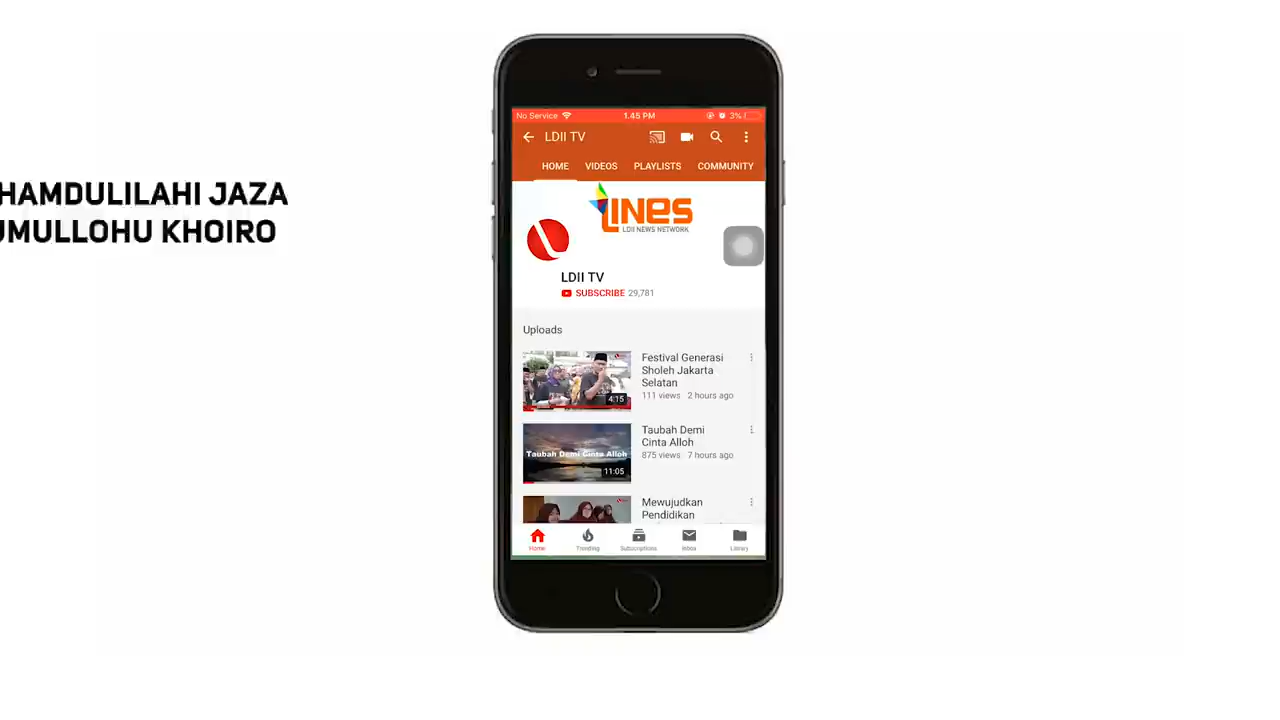 HAMDULILAHI JAZA
UMULLOHU KHOIRO
No Service
1.45 PM
3%
LDII TV
HOME
VIDEOS
PLAYLISTS
COMMUNITY
LINES
LDII NEWS NETWORK
LDII TV
SUBSCRIBE 29,781
Uploads
Festival Generasi
Sholeh Jakarta
Selatan
111 views 2 hours ago
4:15
Taubah Demi
Cinta Alloh
875 views 7 hours ago
Taubah Demi Cinta Alloh
11:05
Mewujudkan
Pendidikan
Home
Trending
Subscriptions
Inbox
Library